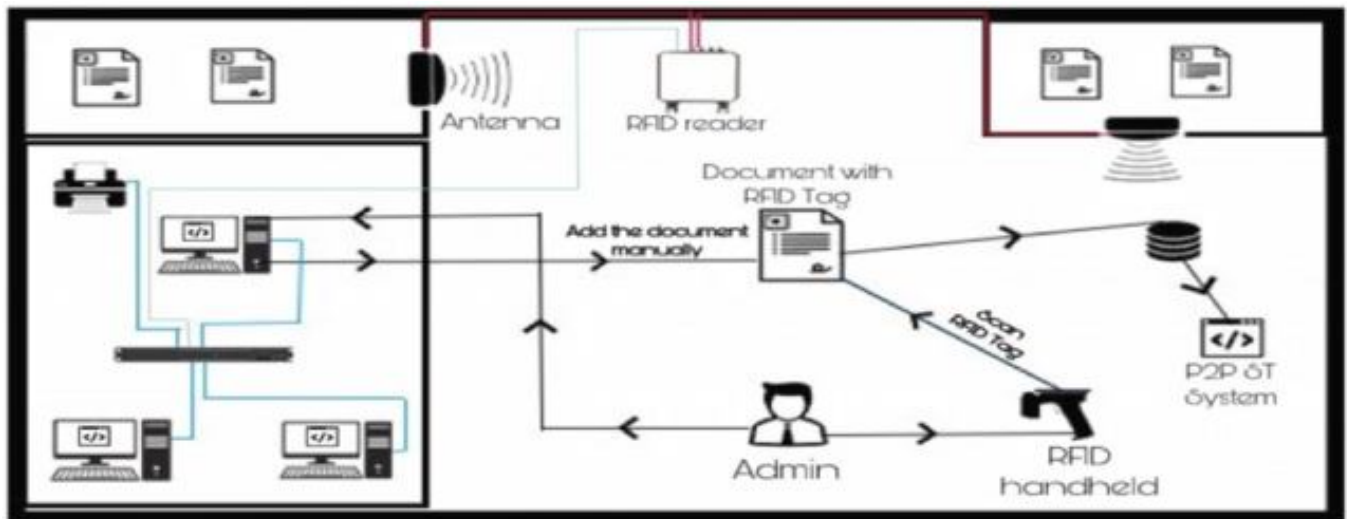 Antenna
RFID reader
Document with
RFID Tag
Add the document
manually
</>
Scan
RFID Tag
</>
P2P ST
System
</>
</>
Admin
RFID
handheld